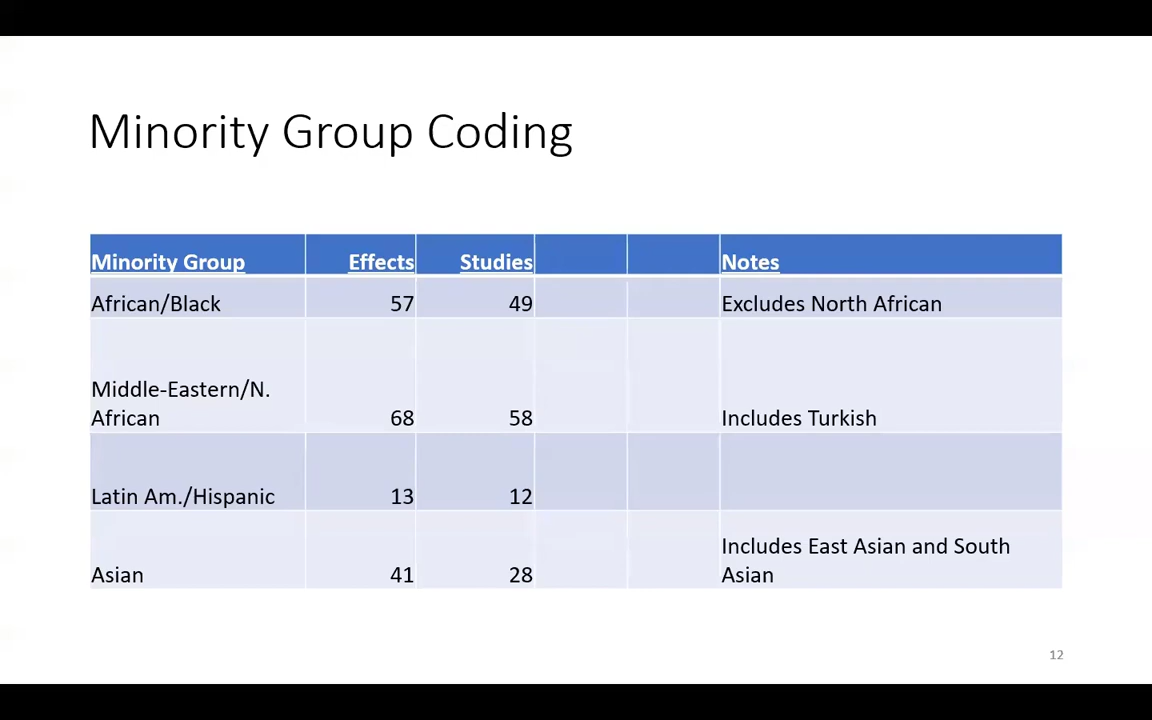 Minority Group Coding
Minority Group Effects Studies Notes
African/Black 57 49 Excludes North African
Middle-Eastern/N.
African 68 58 Includes Turkish
Latin Am./Hispanic 13 12
Includes East Asian and South
Asian 41 28 Asian
12